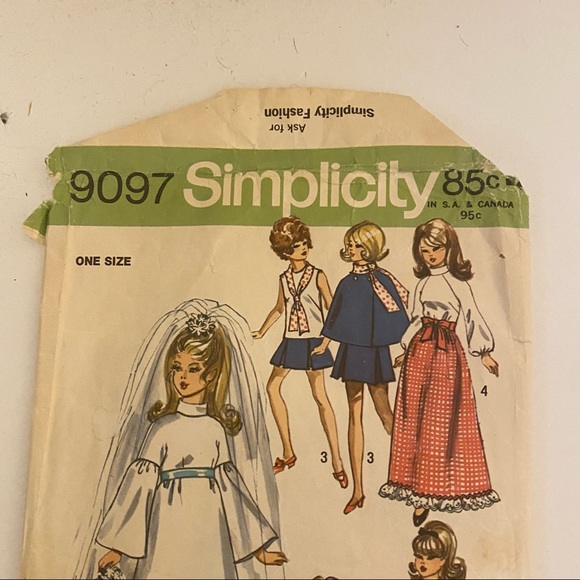 Ask for
Simplicity Fashion
9097 Simplicity 85c
IN S.A. & CANADA
95c
ONE SIZE
4
3
3